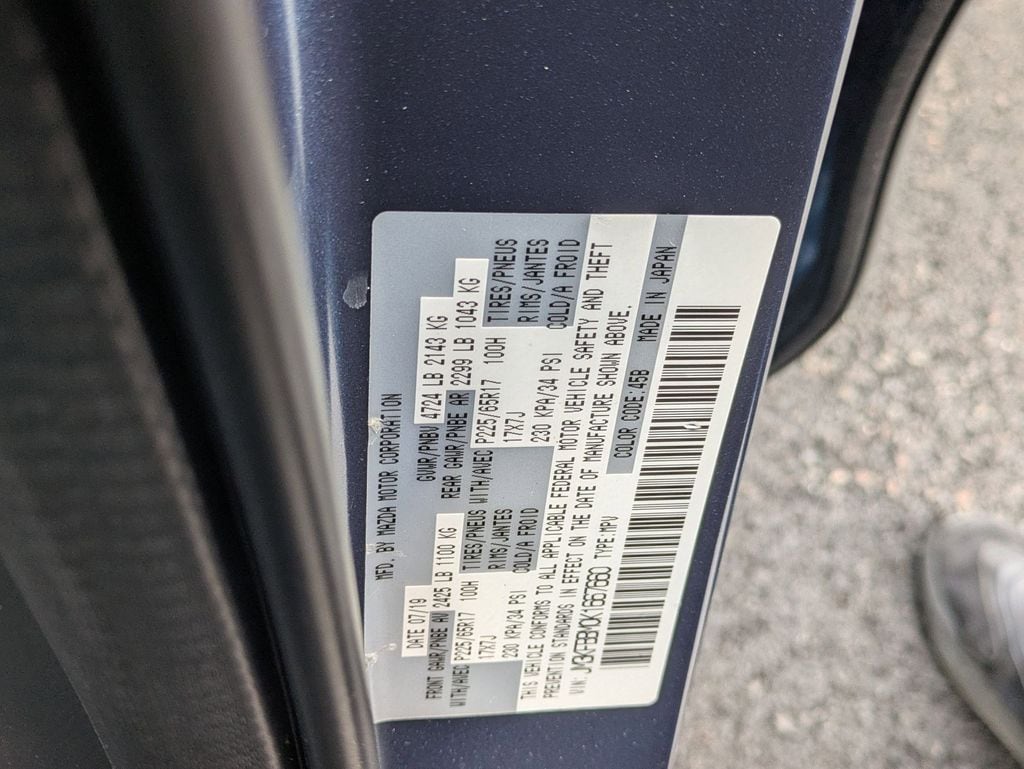 MFD. BY MAZDA MOTOR CORPORATION
DATE 07/19 GVWR/PNBV 4724 LB 2143 KG
FRONT GAWR/PNBE AV 2425 LB 1100 KG REAR GAWR/PNBE AR 2299 LB 1043 KG
WITH/AVEC P225/65R17 100H TIRES/PNEUS WITH/AVEC P225/65R17 100H TIRES/PNEUS
17X7J RIMS/JANTES 17X7J RIMS/JANTES
230 KPA/34 PSI COLD/A FROID 230 KPA/34 PSI COLD/A FROID
THIS VEHICLE CONFORMS TO ALL APPLICABLE FEDERAL MOTOR VEHICLE SAFETY AND THEFT
PREVENTION STANDARDS IN EFFECT ON THE DATE OF MANUFACTURE SHOWN ABOVE.
VIN: TYPE:MPV COLOR CODE:45B MADE IN JAPAN